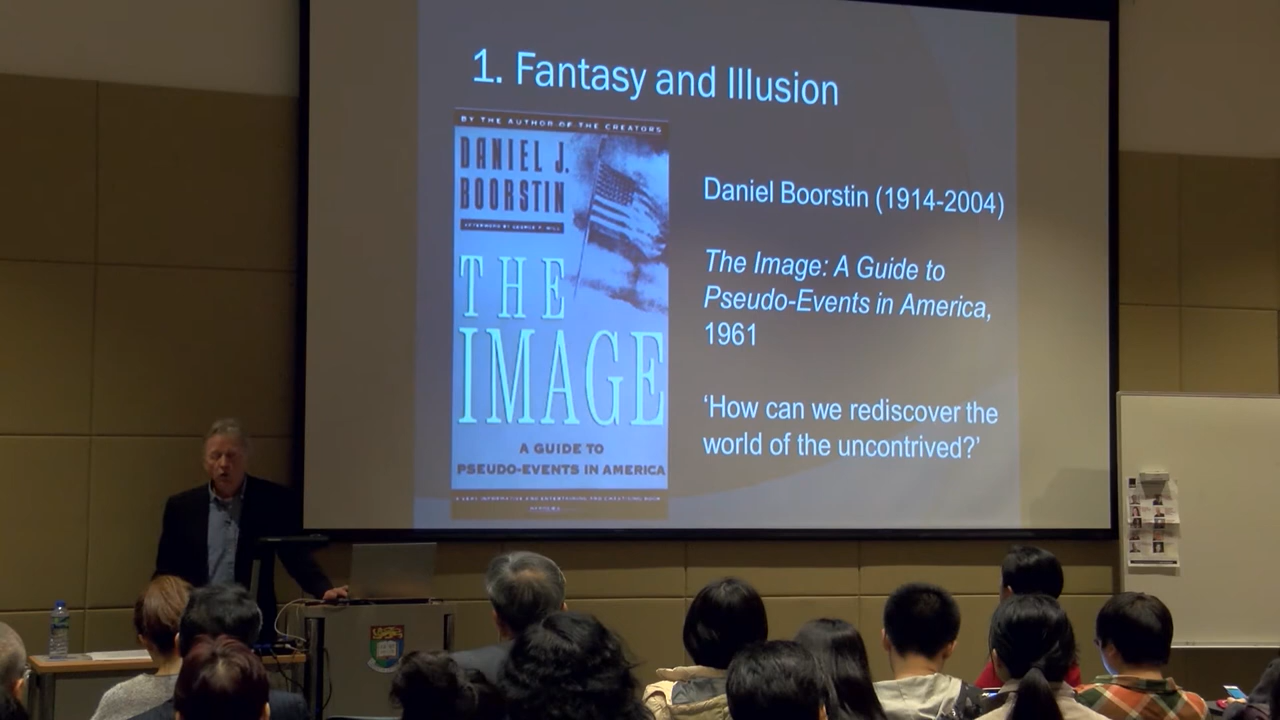 1. Fantasy and Illusion
BY THE AUTHOR OF THE CREATORS
DANIEL J.
BOORSTIN
AFTERWORD BY GEORGE F. WILL
THE
IMAGE
A GUIDE TO
PSEUDO-EVENTS IN AMERICA
Daniel Boorstin (1914-2004)
The Image: A Guide to
Pseudo-Events in America,
1961
‘How can we rediscover the
world of the uncontrived?’